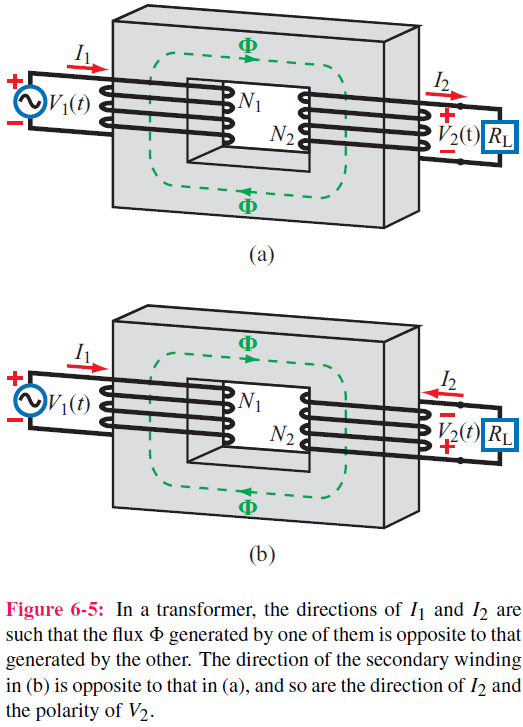 I₁
Φ
I₂
+
V₁(t)
–
N₁
N₂
+
V₂(t)
–
R_L
Φ
(a)
I₁
Φ
I₂
+
V₁(t)
–
N₁
N₂
–
V₂(t)
+
R_L
Φ
(b)
Figure 6-5: In a transformer, the directions of I₁ and I₂ are
such that the flux Φ generated by one of them is opposite to that
generated by the other. The direction of the secondary winding
in (b) is opposite to that in (a), and so are the direction of I₂ and
the polarity of V₂.